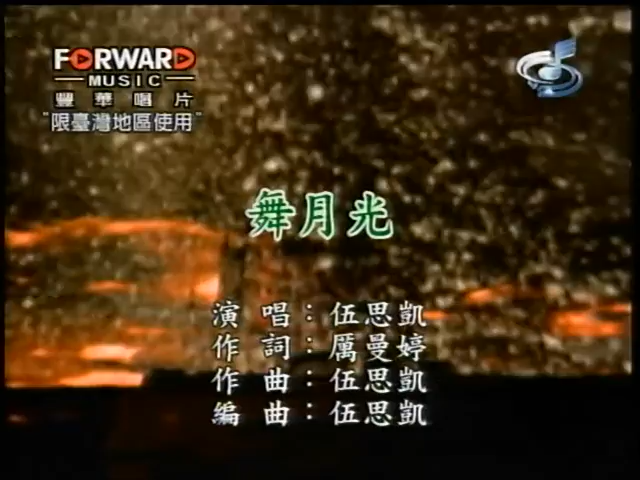 FORWARD
MUSIC
豐華唱片
"限臺灣地區使用"
舞月光
演唱：伍思凱
作詞：厲曼婷
作曲：伍思凱
編曲：伍思凱